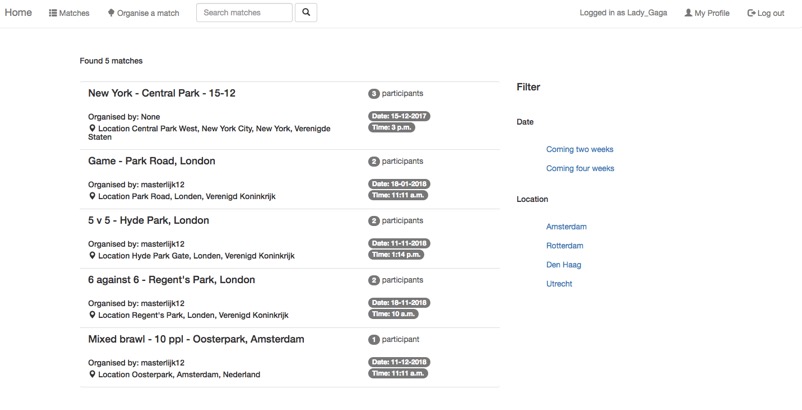 Home Matches Organise a match Search matches Logged in as Lady_Gaga My Profile Log out
Found 5 matches
New York - Central Park - 15-12
3 participants
Organised by: None
Date: 15-12-2017
Location Central Park West, New York City, New York, Verenigde
Staten
Time: 3 p.m.
Game - Park Road, London
2 participants
Organised by: masterlijk12
Date: 18-01-2018
Location Park Road, Londen, Verenigd Koninkrijk
Time: 11:11 a.m.
5 v 5 - Hyde Park, London
2 participants
Organised by: masterlijk12
Date: 11-11-2018
Location Hyde Park Gate, Londen, Verenigd Koninkrijk
Time: 1:14 p.m.
6 against 6 - Regent's Park, London
2 participants
Organised by: masterlijk12
Date: 18-11-2018
Location Regent's Park, Londen, Verenigd Koninkrijk
Time: 10 a.m.
Mixed brawl - 10 ppl - Oosterpark, Amsterdam
1 participant
Organised by: masterlijk12
Date: 11-12-2018
Location Oosterpark, Amsterdam, Nederland
Time: 11:11 a.m.
Filter
Date
Coming two weeks
Coming four weeks
Location
Amsterdam
Rotterdam
Den Haag
Utrecht